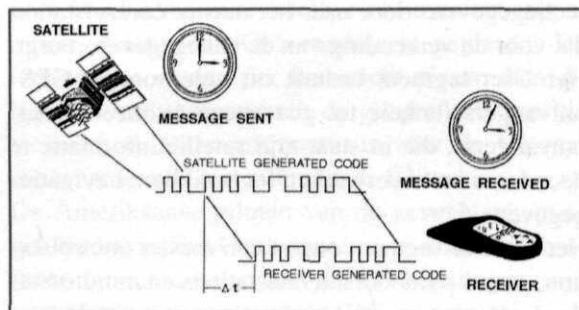 SATELLITE
MESSAGE SENT
SATELLITE GENERATED CODE
MESSAGE RECEIVED
RECEIVER GENERATED CODE
Δt
RECEIVER